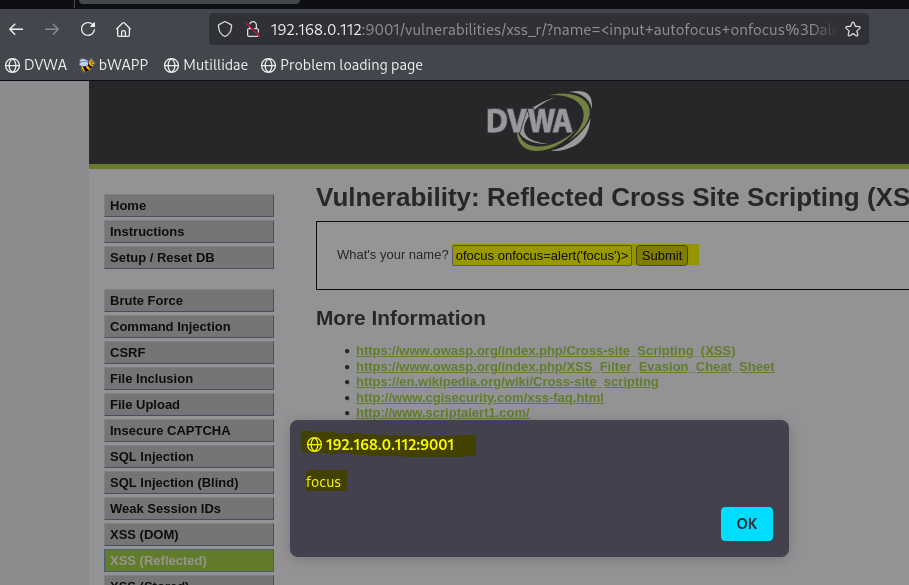 192.168.0.112:9001/vulnerabilities/xss_r/?name=<input+autofocus+onfocus%3Dale
DVWA bWAPP Mutillidae Problem loading page
DVWA
Home
Instructions
Setup / Reset DB
Brute Force
Command Injection
CSRF
File Inclusion
File Upload
Insecure CAPTCHA
SQL Injection
SQL Injection (Blind)
Weak Session IDs
XSS (DOM)
XSS (Reflected)
XSS (Stored)
Vulnerability: Reflected Cross Site Scripting (XS
What's your name? ofocus onfocus=alert('focus')> Submit
More Information
https://www.owasp.org/index.php/Cross-site_Scripting_(XSS)
https://www.owasp.org/index.php/XSS_Filter_Evasion_Cheat_Sheet
https://en.wikipedia.org/wiki/Cross-site_scripting
http://www.cgisecurity.com/xss-faq.html
http://www.scriptalert1.com/
192.168.0.112:9001
focus
OK